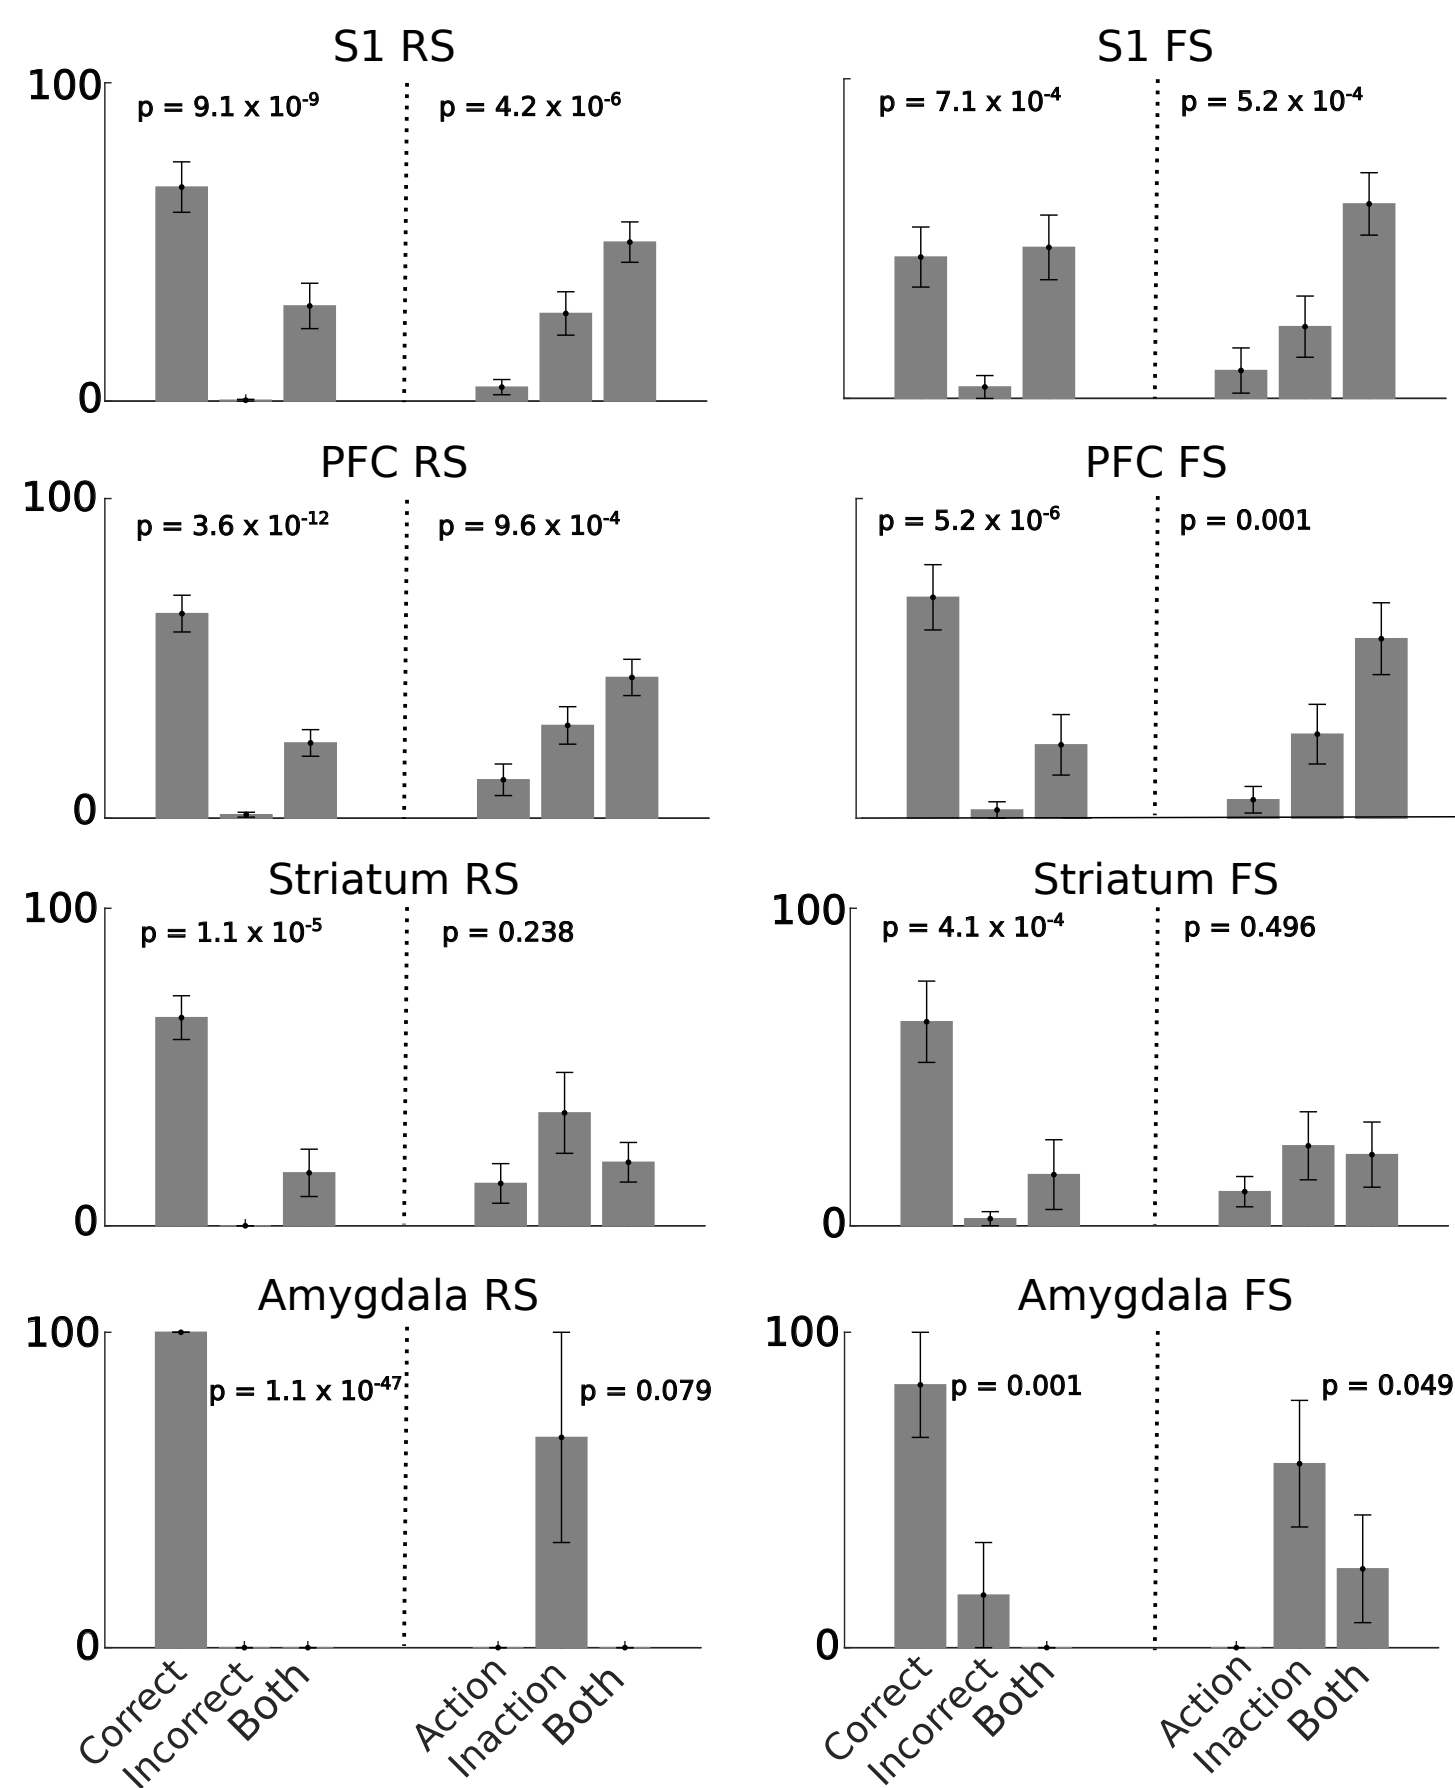 S1 RS
100
p = 9.1 x 10-9
p = 4.2 x 10-6
0
S1 FS
p = 7.1 x 10-4
p = 5.2 x 10-4
PFC RS
100
p = 3.6 x 10-12
p = 9.6 x 10-4
0
PFC FS
p = 5.2 x 10-6
p = 0.001
Striatum RS
100
p = 1.1 x 10-5
p = 0.238
0
Striatum FS
100
p = 4.1 x 10-4
p = 0.496
0
Amygdala RS
100
p = 1.1 x 10-47
p = 0.079
0
Correct
Incorrect
Both
Action
Inaction
Both
Amygdala FS
100
p = 0.001
p = 0.049
0
Correct
Incorrect
Both
Action
Inaction
Both